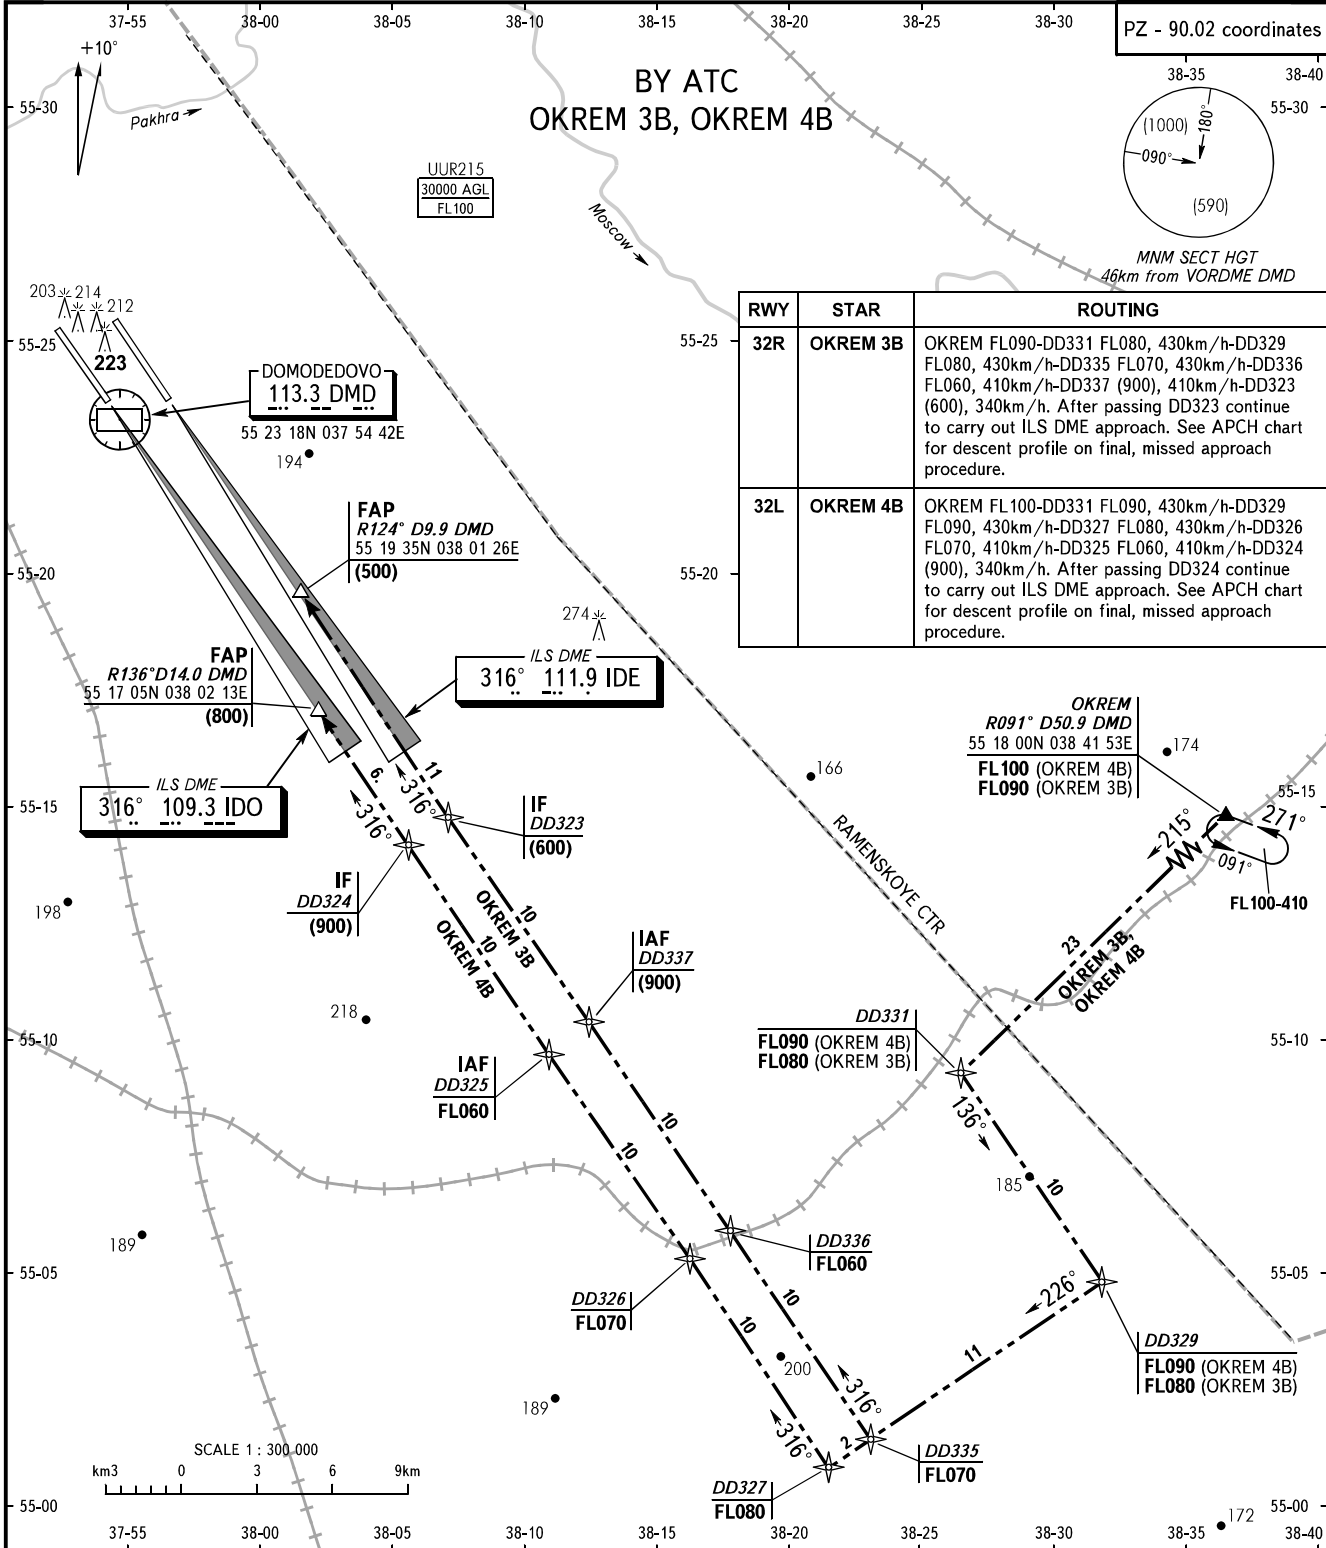 37-55
38-00
38-05
38-10
38-15
38-20
38-25
38-30
PZ - 90.02 coordinates
38-35
38-40
+10°
55-30
Pakhra
BY ATC
OKREM 3B, OKREM 4B
55-30
(1000)
180°
090°
(590)
MNM SECT HGT
46km from VORDME DMD
UUR215
30000 AGL
FL100
Moscow
RWY STAR ROUTING
32R OKREM 3B OKREM FL090-DD331 FL080, 430km/h-DD329
FL080, 430km/h-DD335 FL070, 430km/h-DD336
FL060, 410km/h-DD337 (900), 410km/h-DD323
(600), 340km/h. After passing DD323 continue
to carry out ILS DME approach. See APCH chart
for descent profile on final, missed approach
procedure.
32L OKREM 4B OKREM FL100-DD331 FL090, 430km/h-DD329
FL090, 430km/h-DD327 FL080, 430km/h-DD326
FL070, 410km/h-DD325 FL060, 410km/h-DD324
(900), 340km/h. After passing DD324 continue
to carry out ILS DME approach. See APCH chart
for descent profile on final, missed approach
procedure.
203
214
212
223
55-25
55-25
DOMODEDOVO
113.3 DMD
55 23 18N 037 54 42E
194
FAP
R124° D9.9 DMD
55 19 35N 038 01 26E
(500)
55-20
55-20
274
FAP
R136°D14.0 DMD
55 17 05N 038 02 13E
(800)
ILS DME
316° 111.9 IDE
ILS DME
316° 109.3 IDO
OKREM
R091° D50.9 DMD
55 18 00N 038 41 53E
FL100 (OKREM 4B)
FL090 (OKREM 3B)
174
166
55-15
55-15
6.
316°
11
316°
IF
DD323
(600)
RAMENSKOYE CTR
215°
271°
091°
FL100-410
IF
DD324
(900)
198
10
OKREM 3B
10
OKREM 4B
IAF
DD337
(900)
23
OKREM 3B,
OKREM 4B
218
DD331
FL090 (OKREM 4B)
FL080 (OKREM 3B)
55-10
55-10
IAF
DD325
FL060
136°
10
10
185
10
189
DD336
FL060
55-05
55-05
DD326
FL070
226°
10
10
200
11
DD329
FL090 (OKREM 4B)
FL080 (OKREM 3B)
189
316°
316°
2
DD335
FL070
DD327
FL080
SCALE 1 : 300 000
km3 0 3 6 9km
55-00
55-00
172
37-55
38-00
38-05
38-10
38-15
38-20
38-25
38-30
38-35
38-40